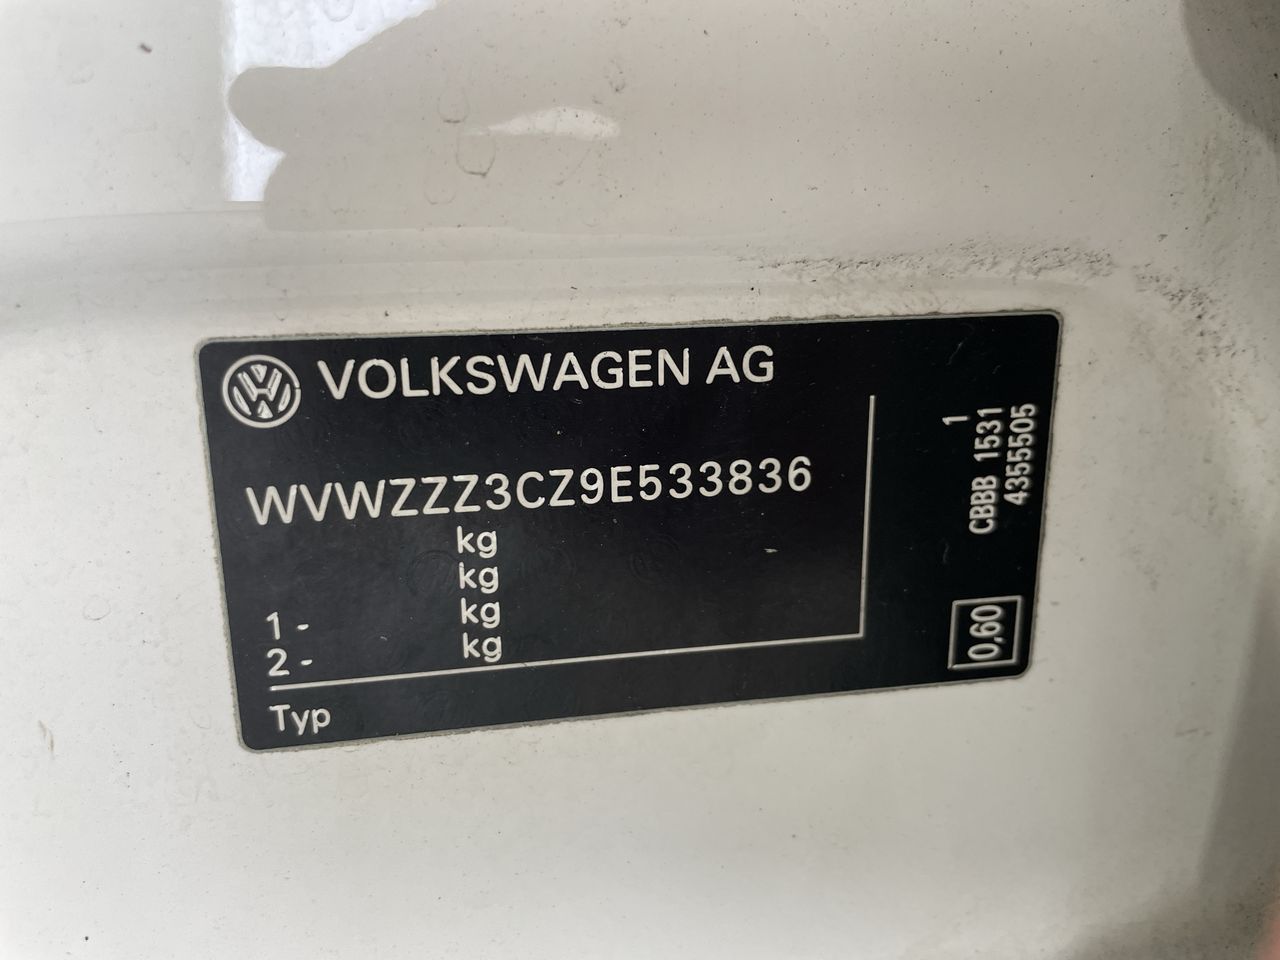 VOLKSWAGEN AG
WVWZZZ3CZ9E533836
kg
kg
1 - kg
2 - kg
Typ
1
CBBB 1531
4355505
0,60